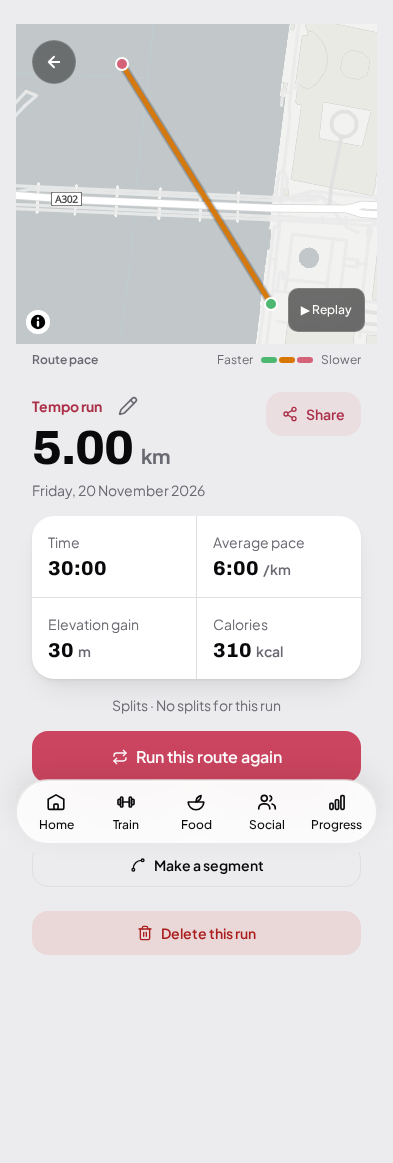 A302
▶ Replay
Route pace
Faster
Slower
Tempo run
Share
5.00 km
Friday, 20 November 2026
Time
30:00
Average pace
6:00 /km
Elevation gain
30 m
Calories
310 kcal
Splits · No splits for this run
Run this route again
Home
Train
Food
Social
Progress
Make a segment
Delete this run